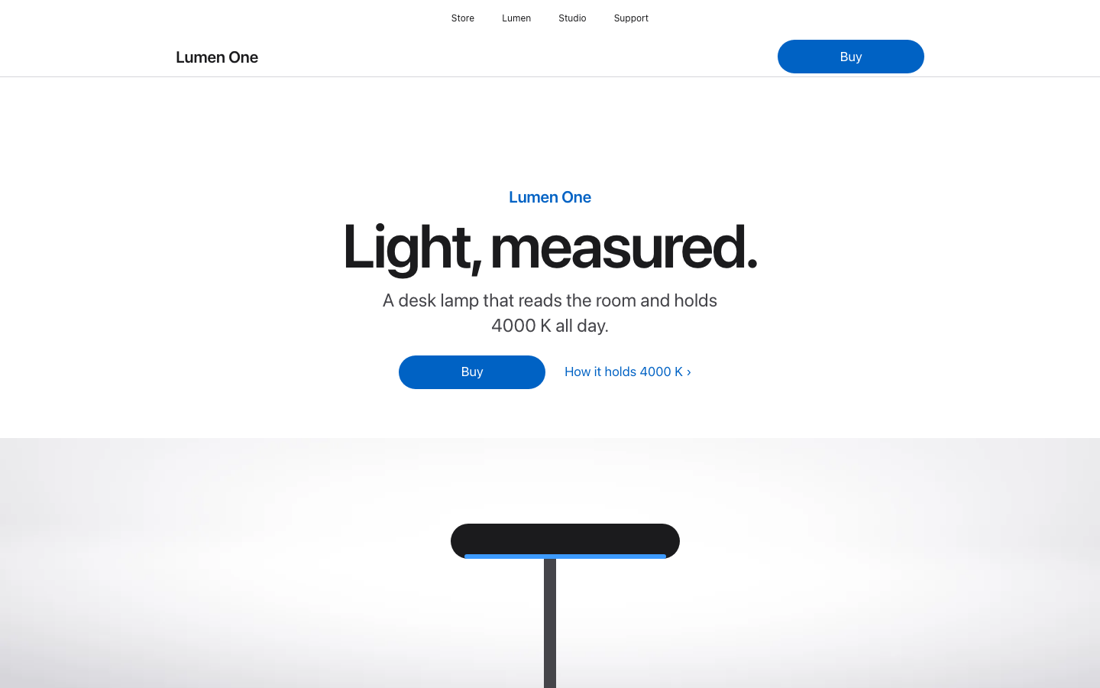 Store Lumen Studio Support
Lumen One Buy
Lumen One
Light, measured.
A desk lamp that reads the room and holds
4000 K all day.
Buy How it holds 4000 K ›